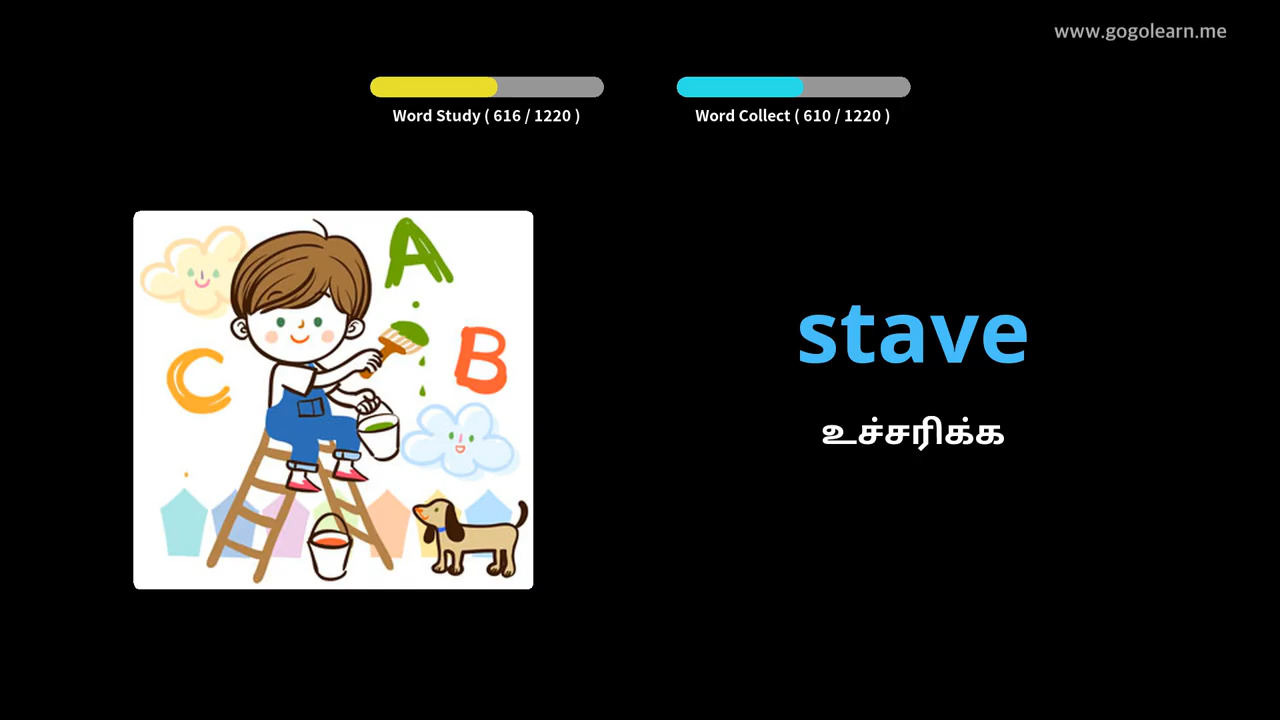 www.gogolearn.me
Word Study ( 616 / 1220 )
Word Collect ( 610 / 1220 )
A
B
C
stave
உச்சரிக்க